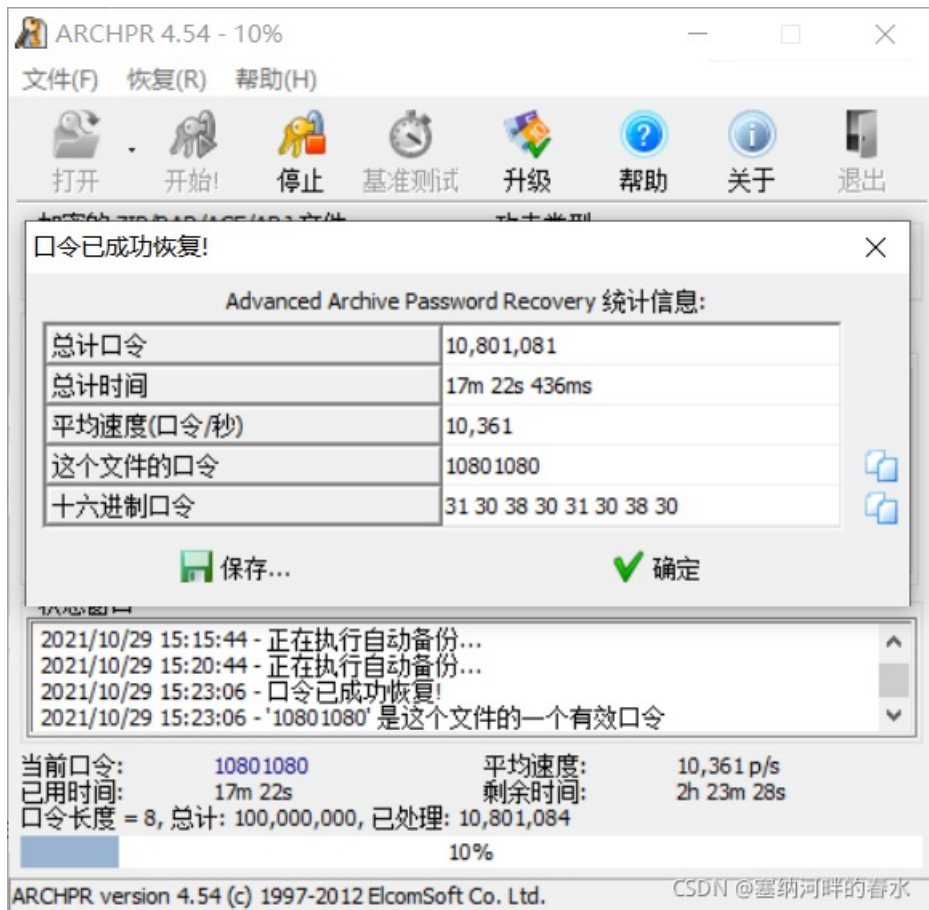 ARCHPR 4.54 - 10%
文件(F) 恢复(R) 帮助(H)
打开 开始! 停止 基准测试 升级 帮助 关于 退出
口令已成功恢复!
Advanced Archive Password Recovery 统计信息:
总计口令 10,801,081
总计时间 17m 22s 436ms
平均速度(口令/秒) 10,361
这个文件的口令 10801080
十六进制口令 31 30 38 30 31 30 38 30
保存... 确定
状态窗口
2021/10/29 15:15:44 - 正在执行自动备份...
2021/10/29 15:20:44 - 正在执行自动备份...
2021/10/29 15:23:06 - 口令已成功恢复!
2021/10/29 15:23:06 - '10801080' 是这个文件的一个有效口令
当前口令: 10801080 平均速度: 10,361 p/s
已用时间: 17m 22s 剩余时间: 2h 23m 28s
口令长度 = 8, 总计: 100,000,000, 已处理: 10,801,084
10%
ARCHPR version 4.54 (c) 1997-2012 ElcomSoft Co. Ltd.
CSDN @塞纳河畔的春水